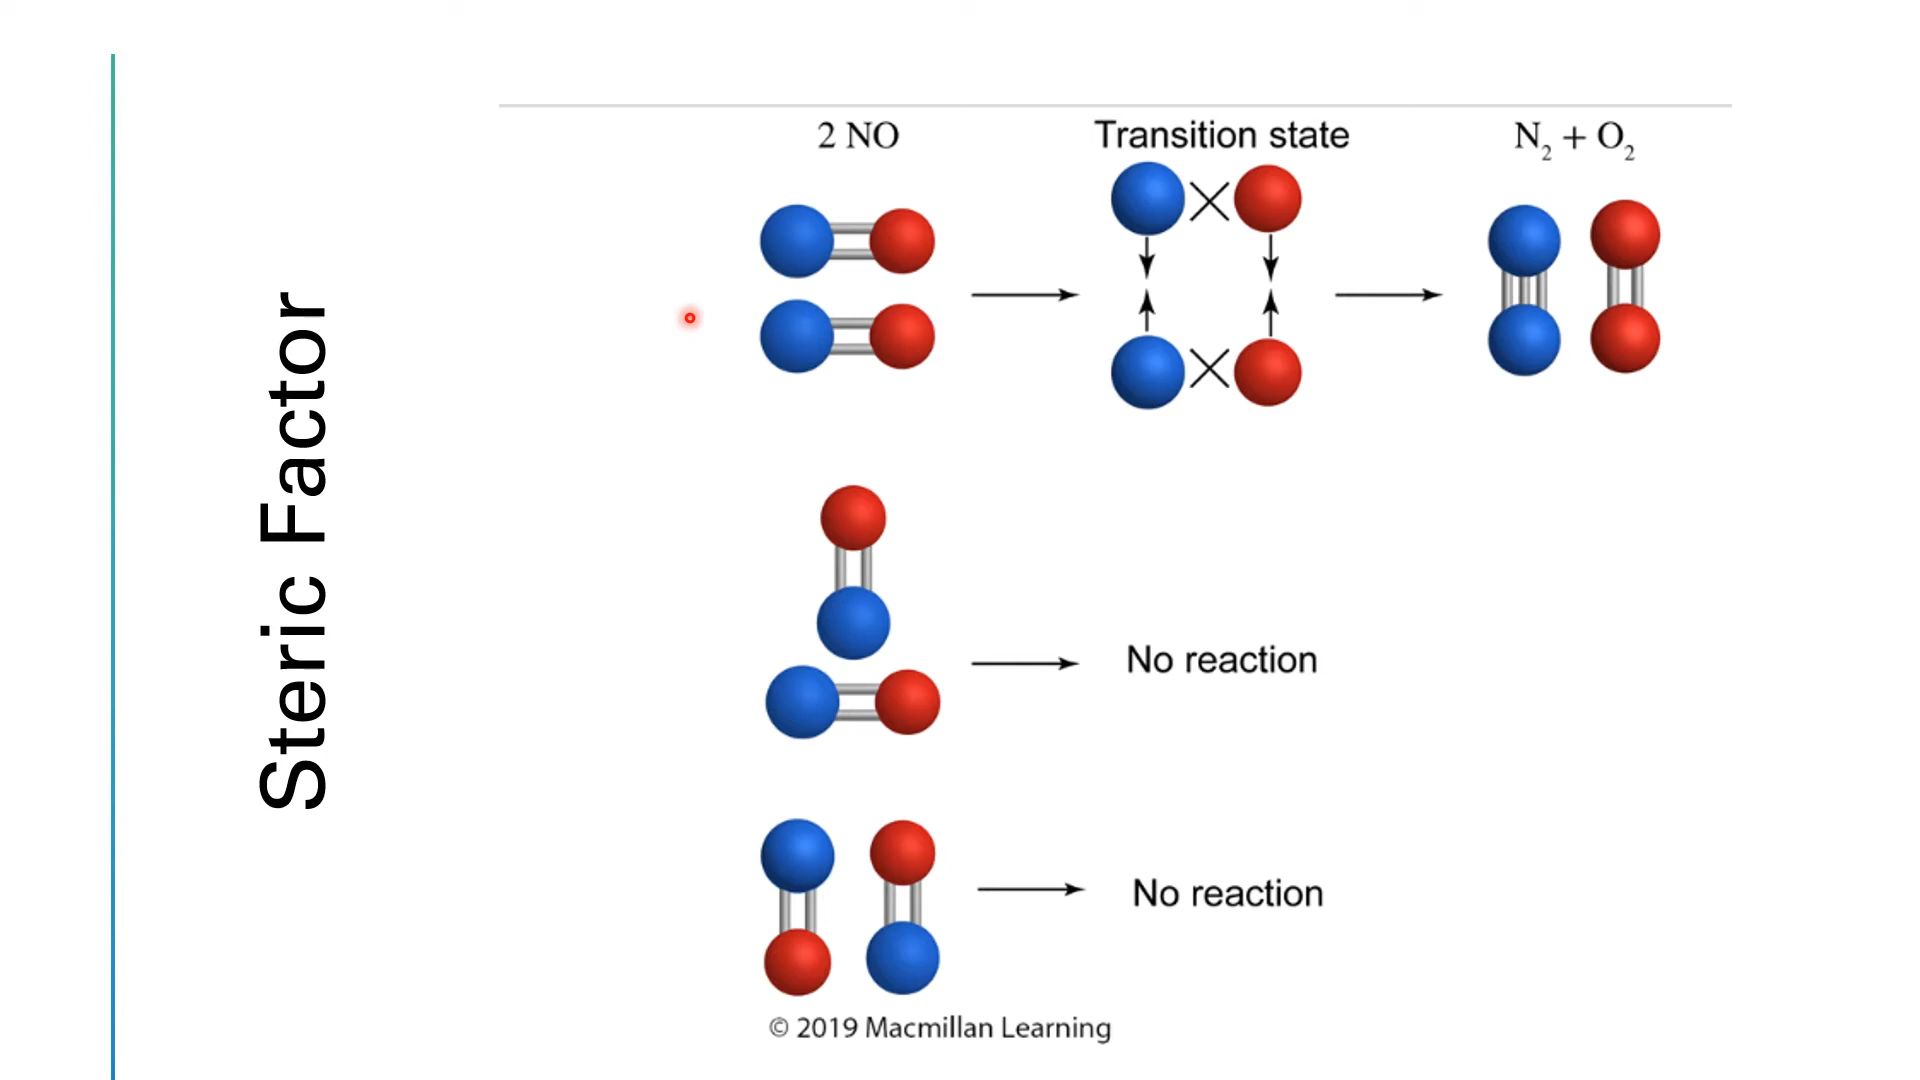 Steric Factor
2 NO
Transition state
N₂ + O₂
No reaction
No reaction
© 2019 Macmillan Learning